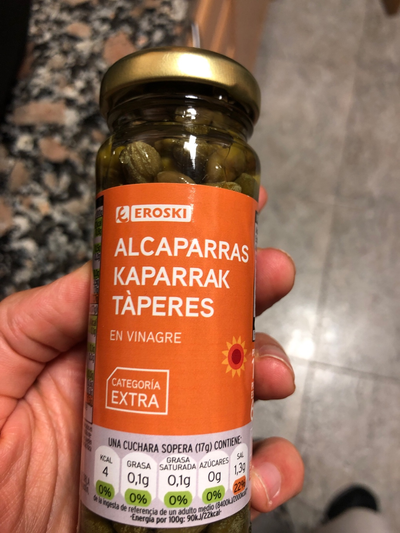 EROSKI
ALCAPARRAS
KAPARRAK
TÀPERES
EN VINAGRE
CATEGORÍA
EXTRA
UNA CUCHARA SOPERA (17g) CONTIENE:
KCAL
4
0%
GRASA
0,1g
0%
GRASA
SATURADA
0,1g
0%
AZÚCARES
0g
0%
SAL
1,3g
22%
de la ingesta de referencia de un adulto medio (8400kJ/2000kcal)
-Energía por 100g: 90kJ/22kcal-